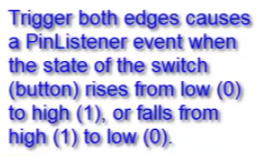 Trigger both edges causes
a PinListener event when
the state of the switch
(button) rises from low (0)
to high (1), or falls from
high (1) to low (0).